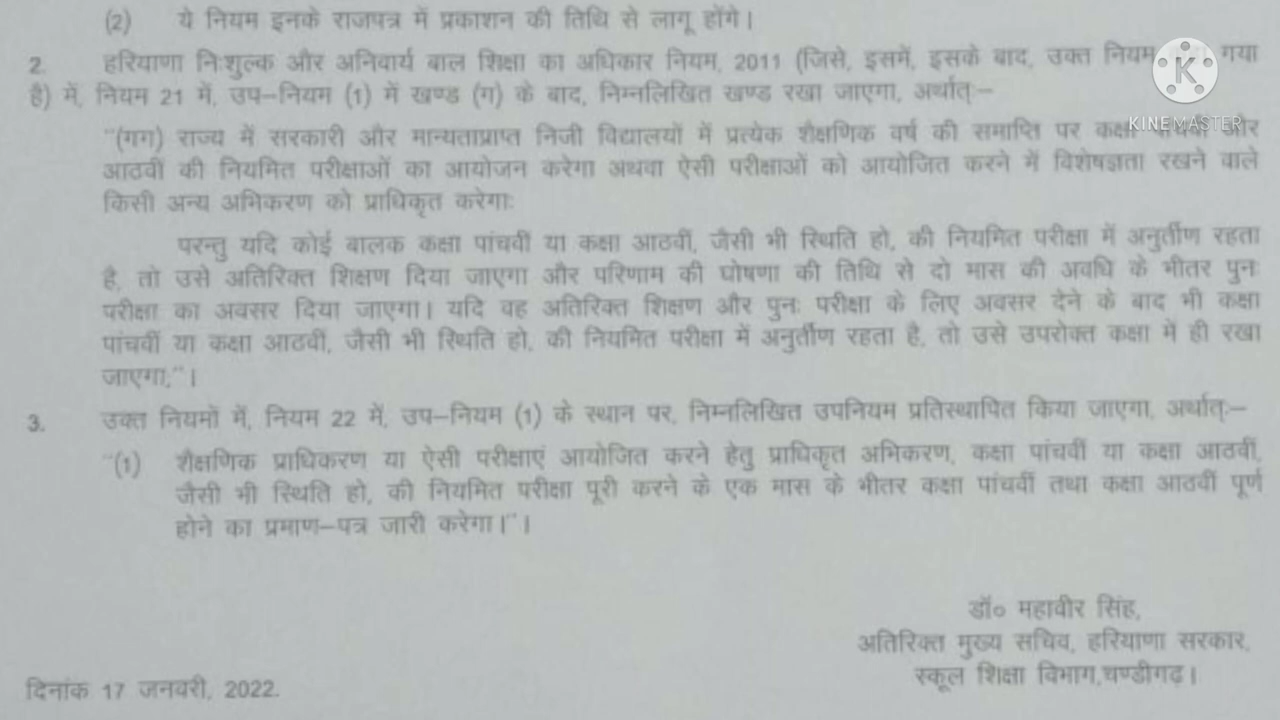 (2) ये नियम इनके राजपत्र में प्रकाशन की तिथि से लागू होंगे।
2. हरियाणा निःशुल्क और अनिवार्य बाल शिक्षा का अधिकार नियम, 2011 (जिसे, इसमें, इसके बाद, उक्त नियम गया
है) में, नियम 21 में, उप-नियम (1) में खण्ड (ग) के बाद, निम्नलिखित खण्ड रखा जाएगा, अर्थात्:-
"(गग) राज्य में सरकारी और मान्यताप्राप्त निजी विद्यालयों में प्रत्येक शैक्षणिक वर्ष की समाप्ति पर कक्षा
आठवीं की नियमित परीक्षाओं का आयोजन करेगा अथवा ऐसी परीक्षाओं को आयोजित करने में विशेषज्ञता रखने वाले
किसी अन्य अभिकरण को प्राधिकृत करेगा:
परन्तु यदि कोई बालक कक्षा पांचवीं या कक्षा आठवीं, जैसी भी स्थिति हो, की नियमित परीक्षा में अनुर्तीण रहता
है, तो उसे अतिरिक्त शिक्षण दिया जाएगा और परिणाम की घोषणा की तिथि से दो मास की अवधि के भीतर पुनः
परीक्षा का अवसर दिया जाएगा। यदि वह अतिरिक्त शिक्षण और पुनः परीक्षा के लिए अवसर देने के बाद भी कक्षा
पांचवीं या कक्षा आठवीं, जैसी भी स्थिति हो, की नियमित परीक्षा में अनुर्तीण रहता है, तो उसे उपरोक्त कक्षा में ही रखा
जाएगा,"।
3. उक्त नियमों में, नियम 22 में, उप-नियम (1) के स्थान पर, निम्नलिखित उपनियम प्रतिस्थापित किया जाएगा, अर्थात्:-
"(1) शैक्षणिक प्राधिकरण या ऐसी परीक्षाएं आयोजित करने हेतु प्राधिकृत अभिकरण, कक्षा पांचवीं या कक्षा आठवीं,
जैसी भी स्थिति हो, की नियमित परीक्षा पूरी करने के एक मास के भीतर कक्षा पांचवीं तथा कक्षा आठवीं पूर्ण
होने का प्रमाण-पत्र जारी करेगा।"।
डॉ० महावीर सिंह,
अतिरिक्त मुख्य सचिव, हरियाणा सरकार,
स्कूल शिक्षा विभाग,चण्डीगढ़।
दिनांक 17 जनवरी, 2022.
K
KINEMASTER